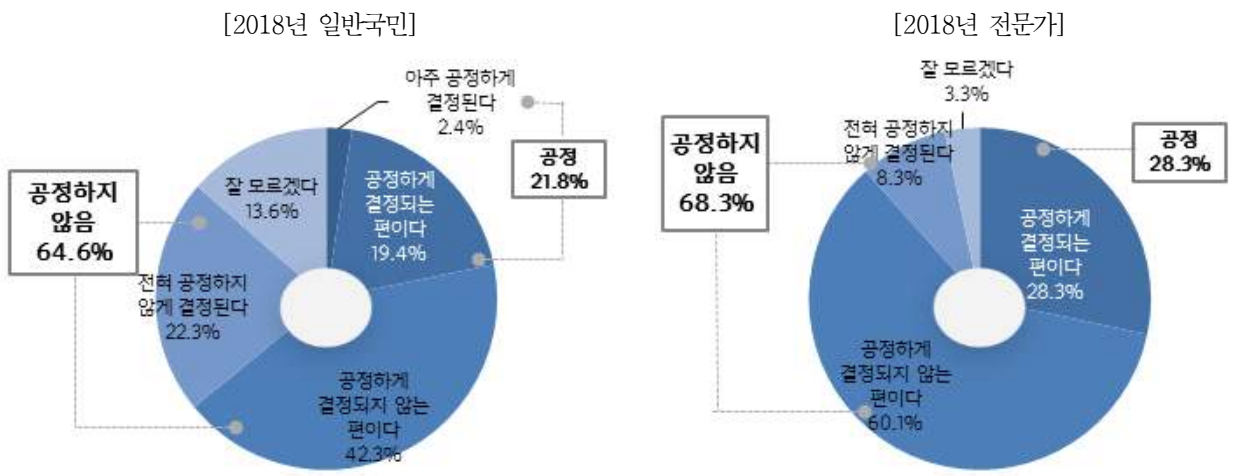 [2018년 일반국민]
아주 공정하게
결정된다
2.4%
공정
21.8%
공정하게
결정되는
편이다
19.4%
잘 모르겠다
13.6%
공정하지
않음
64.6%
전혀 공정하지
않게 결정된다
22.3%
공정하게
결정되지 않는
편이다
42.3%
[2018년 전문가]
잘 모르겠다
3.3%
전혀 공정하지
않게 결정된다
8.3%
공정하지
않음
68.3%
공정
28.3%
공정하게
결정되는
편이다
28.3%
공정하게
결정되지 않는
편이다
60.1%